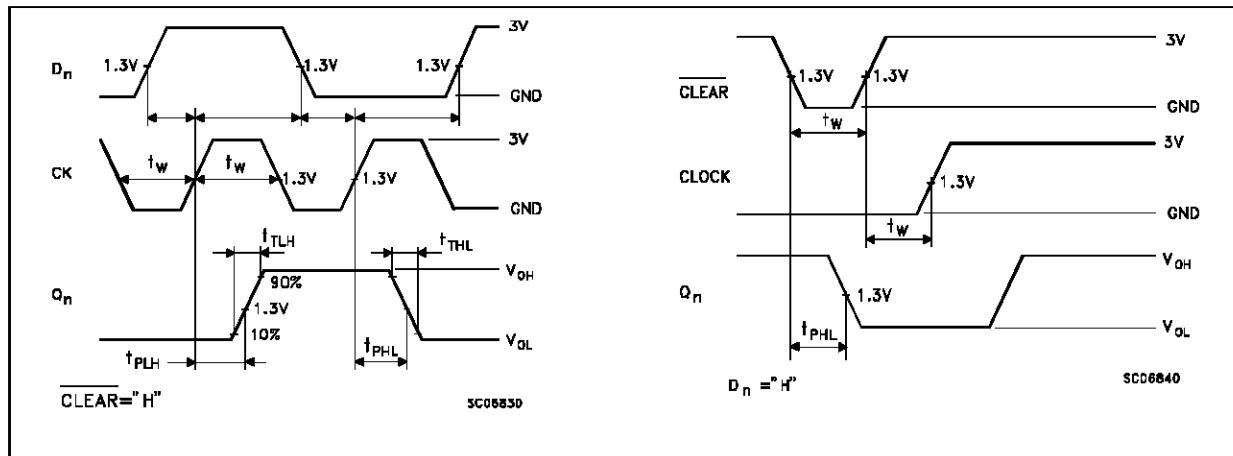 3V
Dn 1.3V 1.3V 1.3V
GND
3V
CK tW tW 1.3V 1.3V
GND
tTLH tTHL
VOH
90%
Qn 1.3V
10%
VOL
tPLH tPHL
CLEAR="H"
SC06830
3V
CLEAR 1.3V 1.3V
GND
tW
3V
CLOCK 1.3V
GND
tW
VOH
Qn 1.3V
VOL
tPHL
Dn ="H"
SC06840